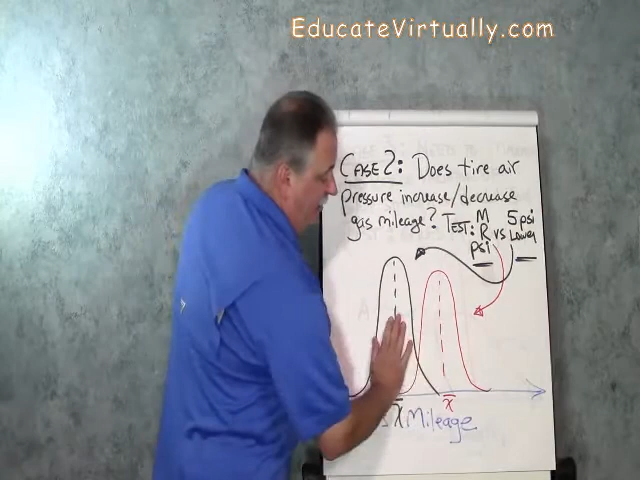 EducateVirtually.com
CASE 2: Does tire air
pressure increase/decrease
gas mileage? TEST: M 5 psi
R vs Lower
psi
x̄ x̄
s Mileage